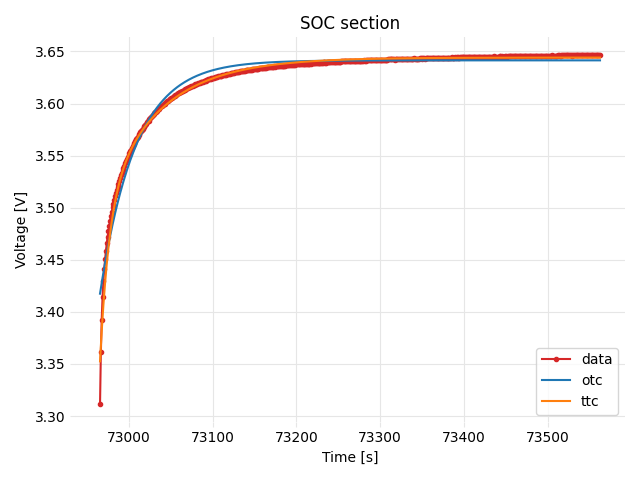 SOC section
Voltage [V]
3.65
3.60
3.55
3.50
3.45
3.40
3.35
3.30
data
otc
ttc
73000 73100 73200 73300 73400 73500
Time [s]